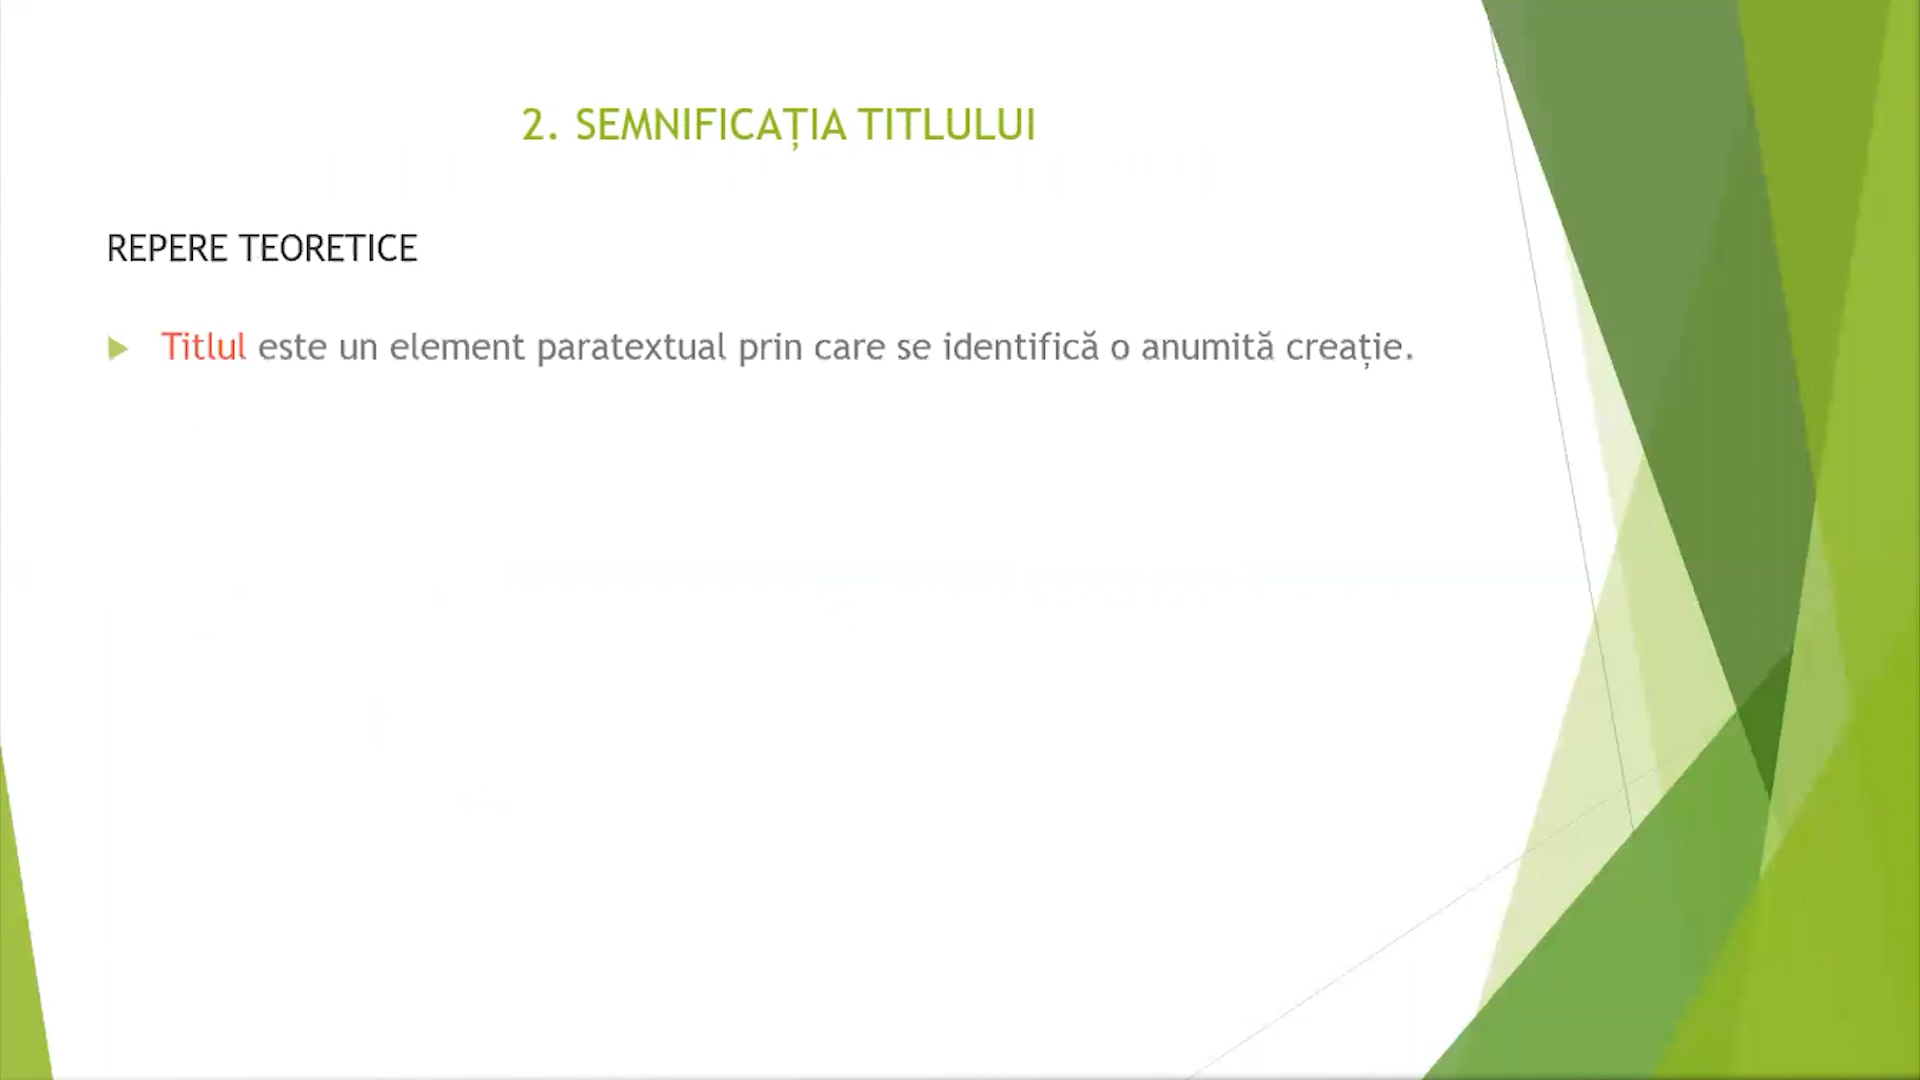 2. SEMNIFICAȚIA TITLULUI
REPERE TEORETICE
Titlul este un element paratextual prin care se identifică o anumită creație.